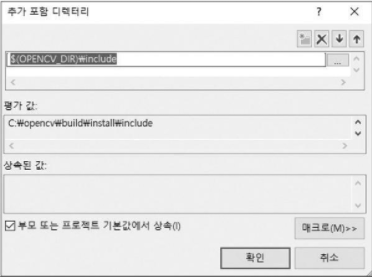 추가 포함 디렉터리
? ×
$(OPENCV_DIR)₩include
...
평가 값:
C:₩opencv₩build₩install₩include
상속된 값:
부모 또는 프로젝트 기본값에서 상속(I)
매크로(M)>>
확인 취소